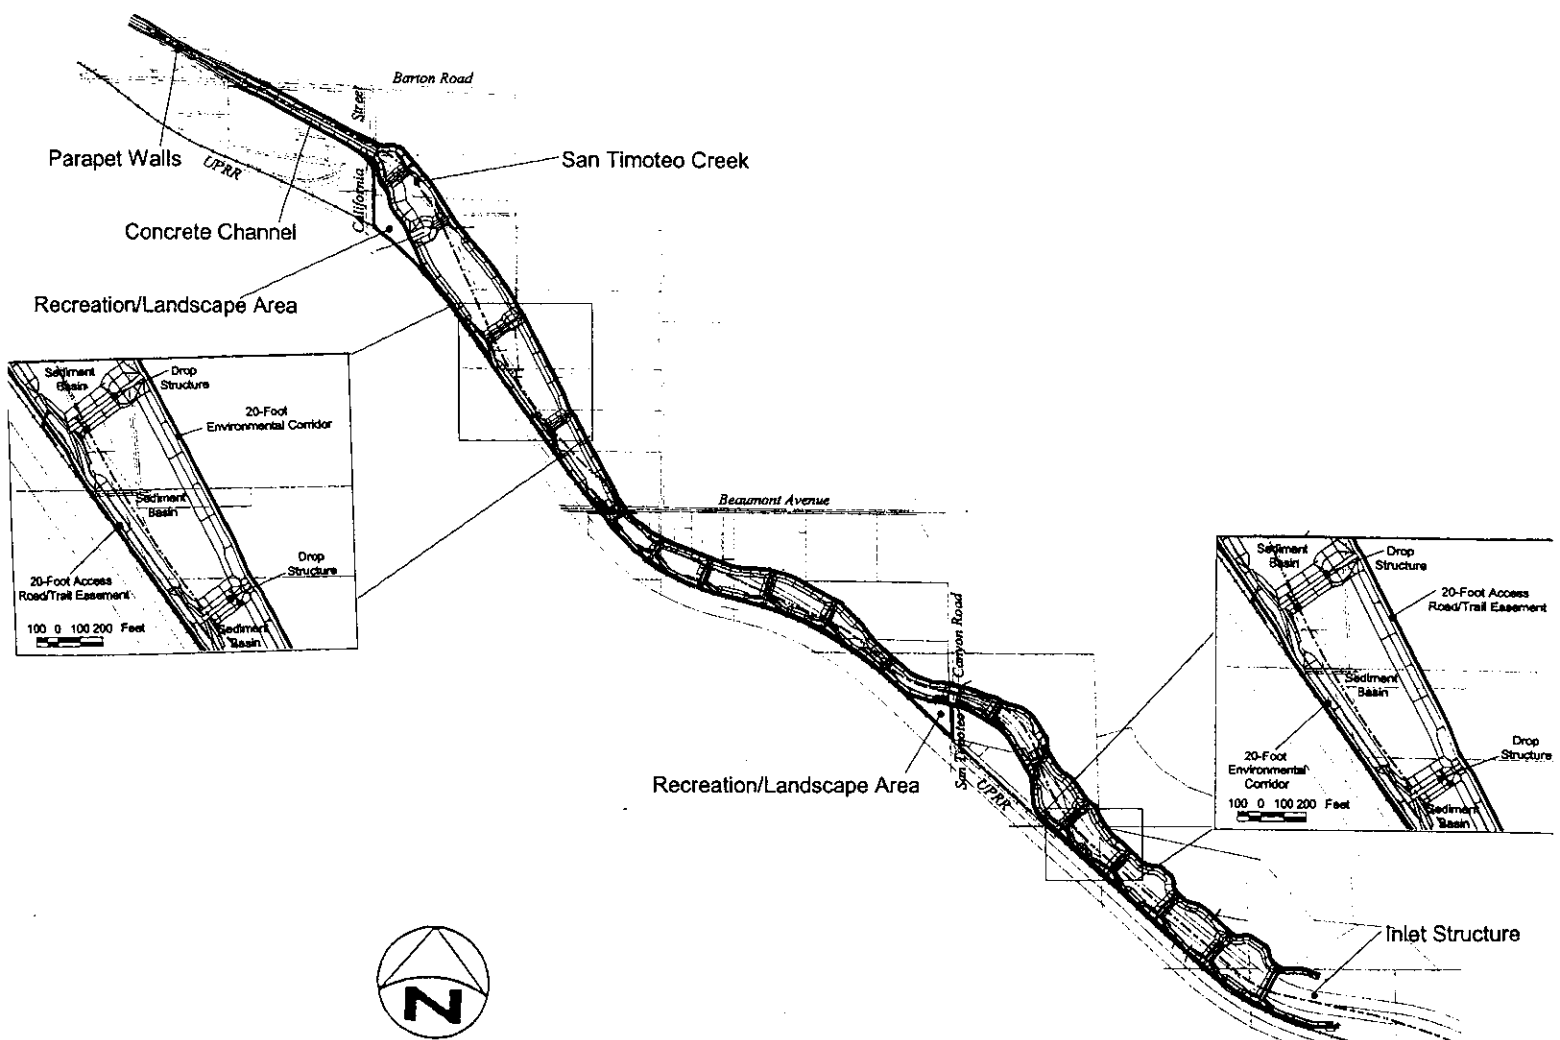 Barton Road
Street
California
Parapet Walls
UPRR
San Timoteo Creek
Concrete Channel
Recreation/Landscape Area
Sediment
Basin
Drop
Structure
20-Foot
Environmental Corridor
Sediment
Basin
20-Foot Access
Road/Trail Easement
Drop
Structure
Sediment
Basin
100 0 100 200 Feet
Beaumont Avenue
San Timoteo Canyon Road
Recreation/Landscape Area
UPRR
Sediment
Basin
Drop
Structure
20-Foot Access
Road/Trail Easement
Sediment
Basin
20-Foot
Environmental
Corridor
Drop
Structure
Sediment
Basin
100 0 100 200 Feet
Inlet Structure
N